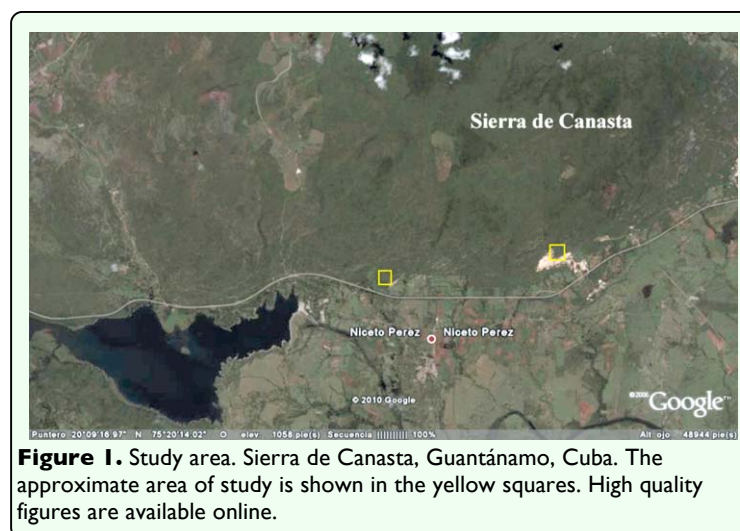 Sierra de Canasta
Niceto Perez Niceto Perez
© 2010 Google
©2006 Google™
Puntero 20°09'16.97" N 75°20'14.02" O elev. 1058 pie(s) Secuencia |||||||||| 100% Alt. ojo 48944 pie(s)
Figure 1. Study area. Sierra de Canasta, Guantánamo, Cuba. The
approximate area of study is shown in the yellow squares. High quality
figures are available online.